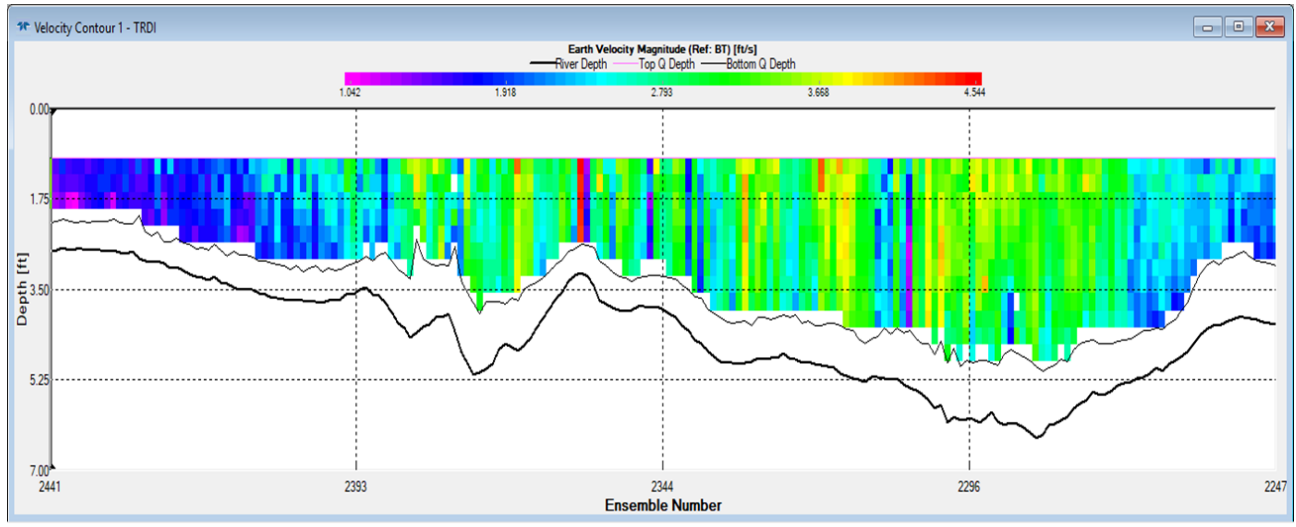 Velocity Contour 1 - TRDI
Earth Velocity Magnitude (Ref: BT) [ft/s]
River Depth Top Q Depth Bottom Q Depth
1.042 1.918 2.793 3.668 4.544
0.00
1.75
3.50
5.25
7.00
Depth [ft]
2441 2393 2344 2296 2247
Ensemble Number